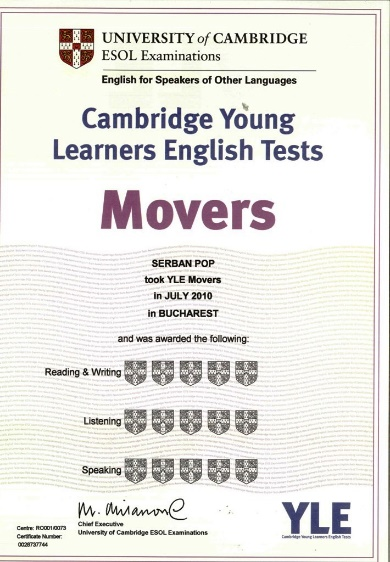 UNIVERSITY of CAMBRIDGE
ESOL Examinations
English for Speakers of Other Languages
Cambridge Young
Learners English Tests
Movers
SERBAN POP
took YLE Movers
in JULY 2010
in BUCHAREST
and was awarded the following:
Reading & Writing
Listening
Speaking
Chief Executive
University of Cambridge ESOL Examinations
Centre: RO001/0073
Certificate Number:
0028737744
YLE
Cambridge Young Learners English Tests